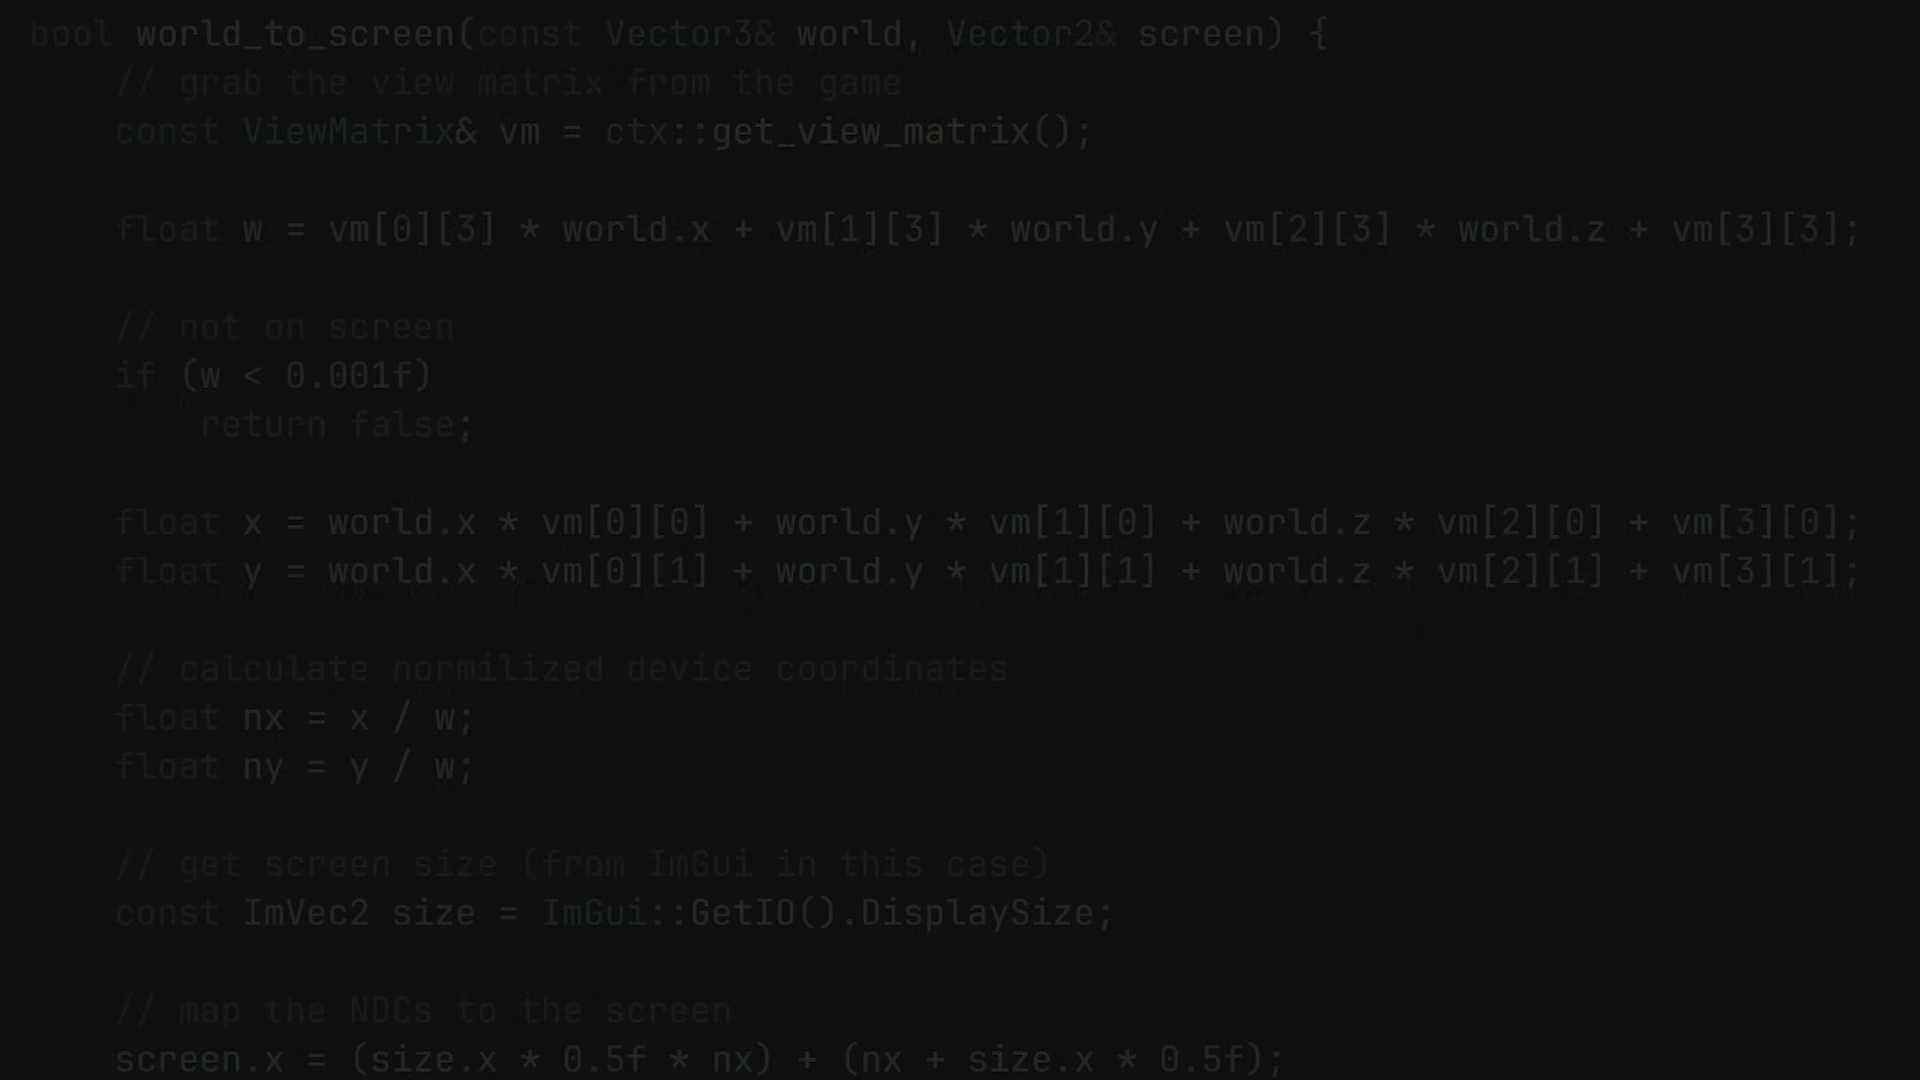 bool world_to_screen(const Vector3& world, Vector2& screen) {
// grab the view matrix from the game
const ViewMatrix& vm = ctx::get_view_matrix();
float w = vm[0][3] * world.x + vm[1][3] * world.y + vm[2][3] * world.z + vm[3][3];
// not on screen
if (w < 0.001f)
return false;
float x = world.x * vm[0][0] + world.y * vm[1][0] + world.z * vm[2][0] + vm[3][0];
float y = world.x * vm[0][1] + world.y * vm[1][1] + world.z * vm[2][1] + vm[3][1];
// calculate normilized device coordinates
float nx = x / w;
float ny = y / w;
// get screen size (from ImGui in this case)
const ImVec2 size = ImGui::GetIO().DisplaySize;
// map the NDCs to the screen
screen.x = (size.x * 0.5f * nx) + (nx + size.x * 0.5f);